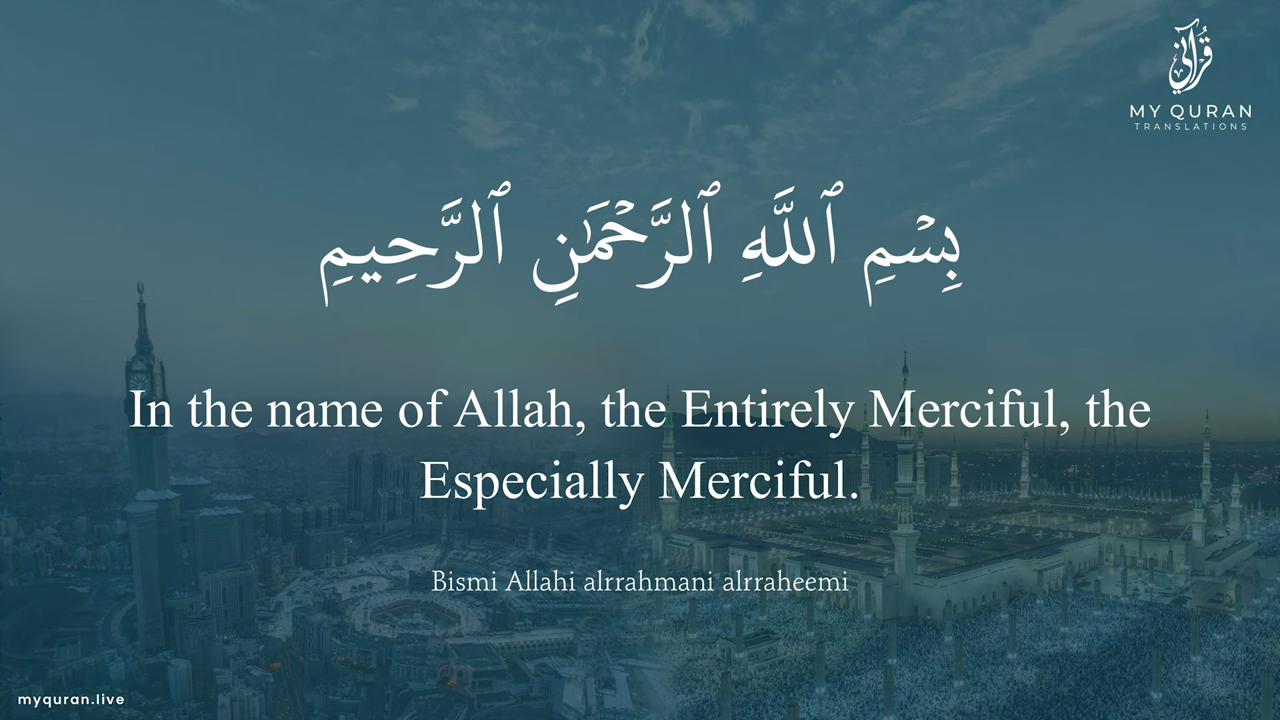 قرآني
MY QURAN
TRANSLATIONS
بِسْمِ ٱللَّهِ ٱلرَّحْمَٰنِ ٱلرَّحِيمِ
In the name of Allah, the Entirely Merciful, the
Especially Merciful.
Bismi Allahi alrrahmani alrraheemi
myquran.live